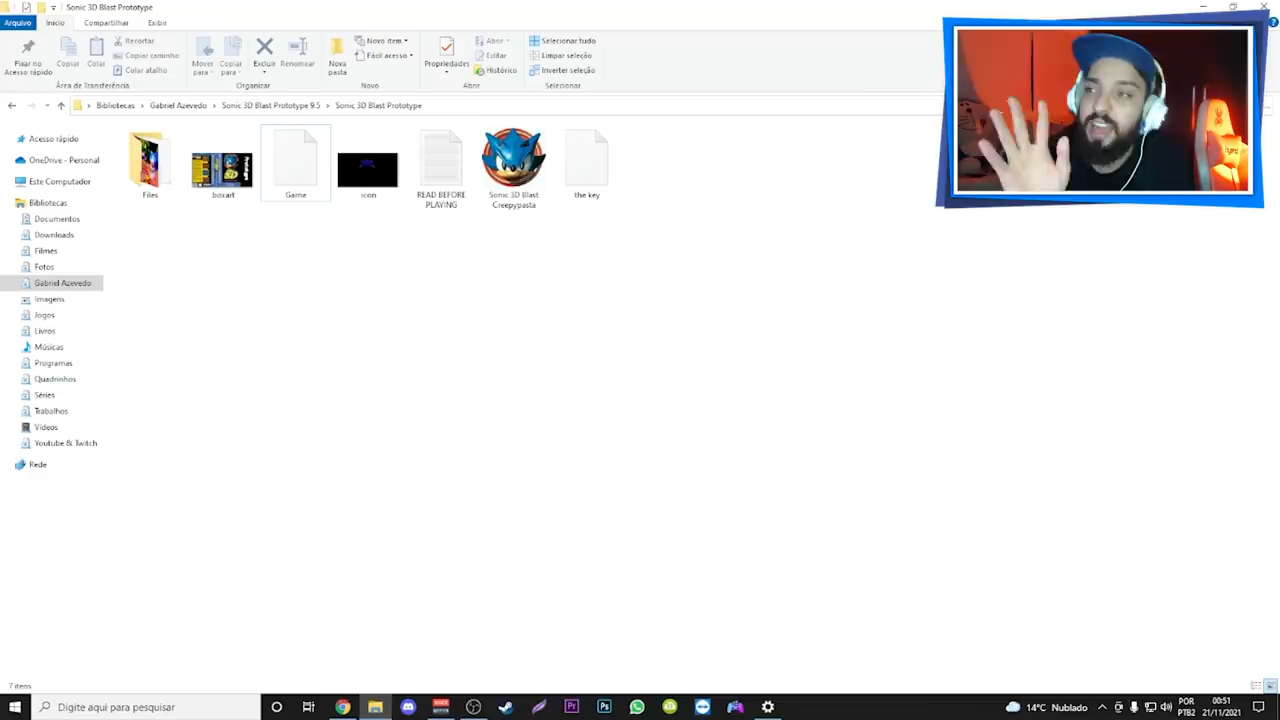 Sonic 3D Blast Prototype
Arquivo Início Compartilhar Exibir
Fixar no Acesso rápido
Copiar
Colar
Recortar
Copiar caminho
Colar atalho
Área de Transferência
Mover para
Copiar para
Excluir
Renomear
Organizar
Nova pasta
Novo item
Fácil acesso
Novo
Propriedades
Abrir
Editar
Histórico
Abrir
Selecionar tudo
Limpar seleção
Inverter seleção
Selecionar
Bibliotecas Gabriel Azevedo Sonic 3D Blast Prototype 9.5 Sonic 3D Blast Prototype
Acesso rápido
OneDrive - Personal
Este Computador
Bibliotecas
Documentos
Downloads
Filmes
Fotos
Gabriel Azevedo
Imagens
Jogos
Livros
Músicas
Programas
Quadrinhos
Séries
Trabalhos
Vídeos
Youtube & Twitch
Rede
Files
boxart
Game
icon
READ BEFORE
PLAYING
Sonic 3D Blast
Creepypasta
the key
7 itens
Digite aqui para pesquisar
14°C Nublado
POR
PTB2
00:51
21/11/2021